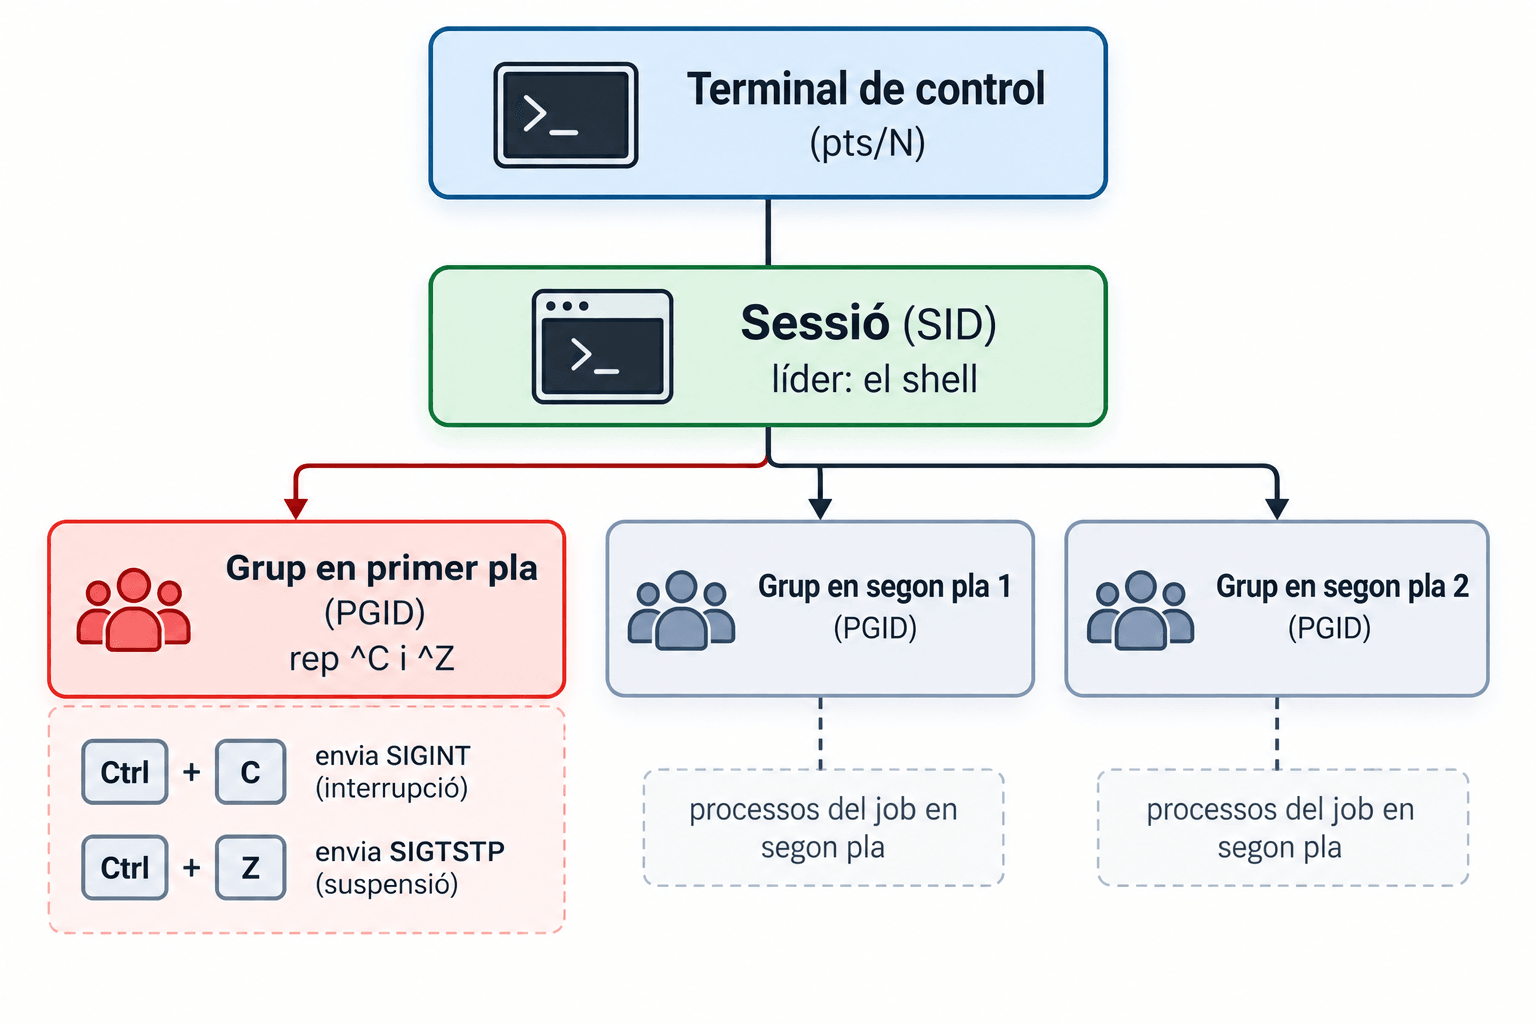 >_
Terminal de control
(pts/N)
>_
Sessió (SID)
líder: el shell
Grup en primer pla
(PGID)
rep ^C i ^Z
Grup en segon pla 1
(PGID)
Grup en segon pla 2
(PGID)
Ctrl + C envia SIGINT
(interrupció)
Ctrl + Z envia SIGTSTP
(suspensió)
processos del job en
segon pla
processos del job en
segon pla